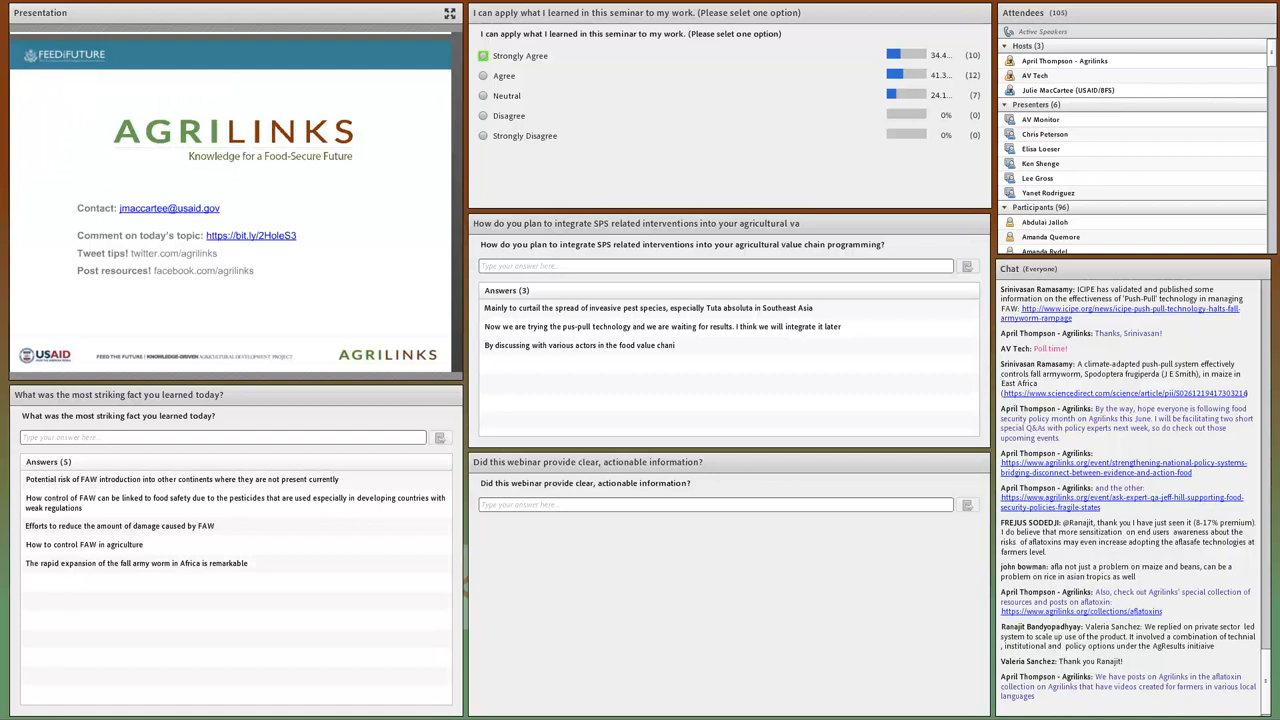 Presentation
FEED THE FUTURE
AGRILINKS
Knowledge for a Food-Secure Future
Contact: jmaccartee@usaid.gov
Comment on today's topic: https://bit.ly/2HoleS3
Tweet tips! twitter.com/agrilinks
Post resources! facebook.com/agrilinks
USAID
FEED THE FUTURE KNOWLEDGE-DRIVEN AGRICULTURAL DEVELOPMENT PROJECT
AGRILINKS
What was the most striking fact you learned today?
What was the most striking fact you learned today?
Type your answer here...
Answers (5)
Potential risk of FAW introduction into other continents where they are not present currently
How control of FAW can be linked to food safety due to the pesticides that are used especially in developing countries with
weak regulations
Efforts to reduce the amount of damage caused by FAW
How to control FAW in agriculture
The rapid expansion of the fall army worm in Africa is remarkable
I can apply what I learned in this seminar to my work. (Please selet one option)
I can apply what I learned in this seminar to my work. (Please selet one option)
Strongly Agree 34.4... (10)
Agree 41.3... (12)
Neutral 24.1... (7)
Disagree 0% (0)
Strongly Disagree 0% (0)
How do you plan to integrate SPS related interventions into your agricultural va
How do you plan to integrate SPS related interventions into your agricultural value chain programming?
Type your answer here...
Answers (3)
Mainly to curtail the spread of inveasive pest species, especially Tuta absoluta in Southeast Asia
Now we are trying the pus-pull technology and we are waiting for results. I think we will integrate it later
By discussing with various actors in the food value chani
Did this webinar provide clear, actionable information?
Did this webinar provide clear, actionable information?
Type your answer here...
Attendees (105)
Active Speakers
Hosts (3)
April Thompson - Agrilinks
AV Tech
Julie MacCartee (USAID/BFS)
Presenters (6)
AV Monitor
Chris Peterson
Elisa Loeser
Ken Shenge
Lee Gross
Yanet Rodriguez
Participants (96)
Abdulai Jalloh
Amanda Quemore
Amanda Rydel
Chat (Everyone)
Srinivasan Ramasamy: ICIPE has validated and published some
information on the effectiveness of 'Push-Pull' technology in managing
FAW: http://www.icipe.org/news/icipe-push-pull-technology-halts-fall-
armyworm-rampage
April Thompson - Agrilinks: Thanks, Srinivasan!
AV Tech: Poll time!
Srinivasan Ramasamy: A climate-adapted push-pull system effectively
controls fall armyworm, Spodoptera frugiperda (J E Smith), in maize in
East Africa
(https://www.sciencedirect.com/science/article/pii/S0261219417303216)
April Thompson - Agrilinks: By the way, hope everyone is following food
security policy month on Agrilinks this June. I will be facilitating two short
special Q&As with policy experts next week, so do check out those
upcoming events.
April Thompson - Agrilinks:
https://www.agrilinks.org/event/strengthening-national-policy-systems-
bridging-disconnect-between-evidence-and-action-food
April Thompson - Agrilinks: and the other:
https://www.agrilinks.org/event/ask-expert-qa-jeff-hill-supporting-food-
security-policies-fragile-states
FREJUS SODEDJI: @Ranajit, thank you I have just seen it (8-17% premium).
I do believe that more sensitization on end users awareness about the
risks of aflatoxins may even increase adopting the aflasafe technologies at
farmers level.
john bowman: afla not just a problem on maize and beans, can be a
problem on rice in asian tropics as well
April Thompson - Agrilinks: Also, check out Agrilinks' special collection of
resources and posts on aflatoxin:
https://www.agrilinks.org/collections/aflatoxins
Ranajit Bandyopadhyay: Valeria Sanchez: We replied on private sector led
system to scale up use of the product. It involved a combination of technial
, institutional and policy options under the AgResults initiaive
Valeria Sanchez: Thank you Ranajit!
April Thompson - Agrilinks: We have posts on Agrilinks in the aflatoxin
collection on Agrilinks that have videos created for farmers in various local
languages